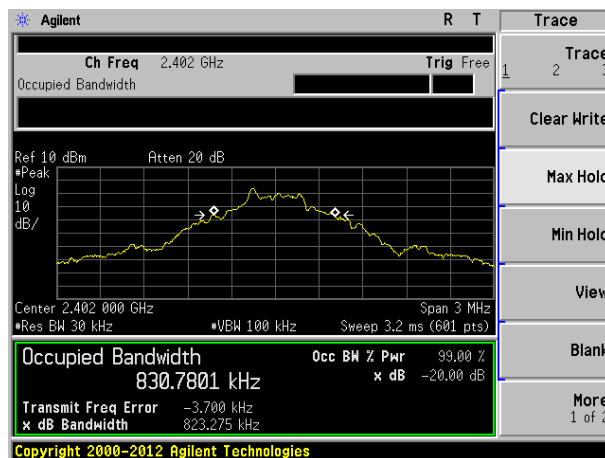 Agilent R T Trace
Ch Freq 2.402 GHz Trig Free
Occupied Bandwidth
Trace
1 2 3
Clear Write
Max Hold
Min Hold
View
Blank
More
1 of 2
Ref 10 dBm Atten 20 dB
#Peak
Log
10
dB/
Center 2.402 000 GHz Span 3 MHz
#Res BW 30 kHz #VBW 100 kHz Sweep 3.2 ms (601 pts)
Occupied Bandwidth Occ BW % Pwr 99.00 %
830.7801 kHz x dB -20.00 dB
Transmit Freq Error -3.700 kHz
x dB Bandwidth 823.275 kHz
Copyright 2000-2012 Agilent Technologies